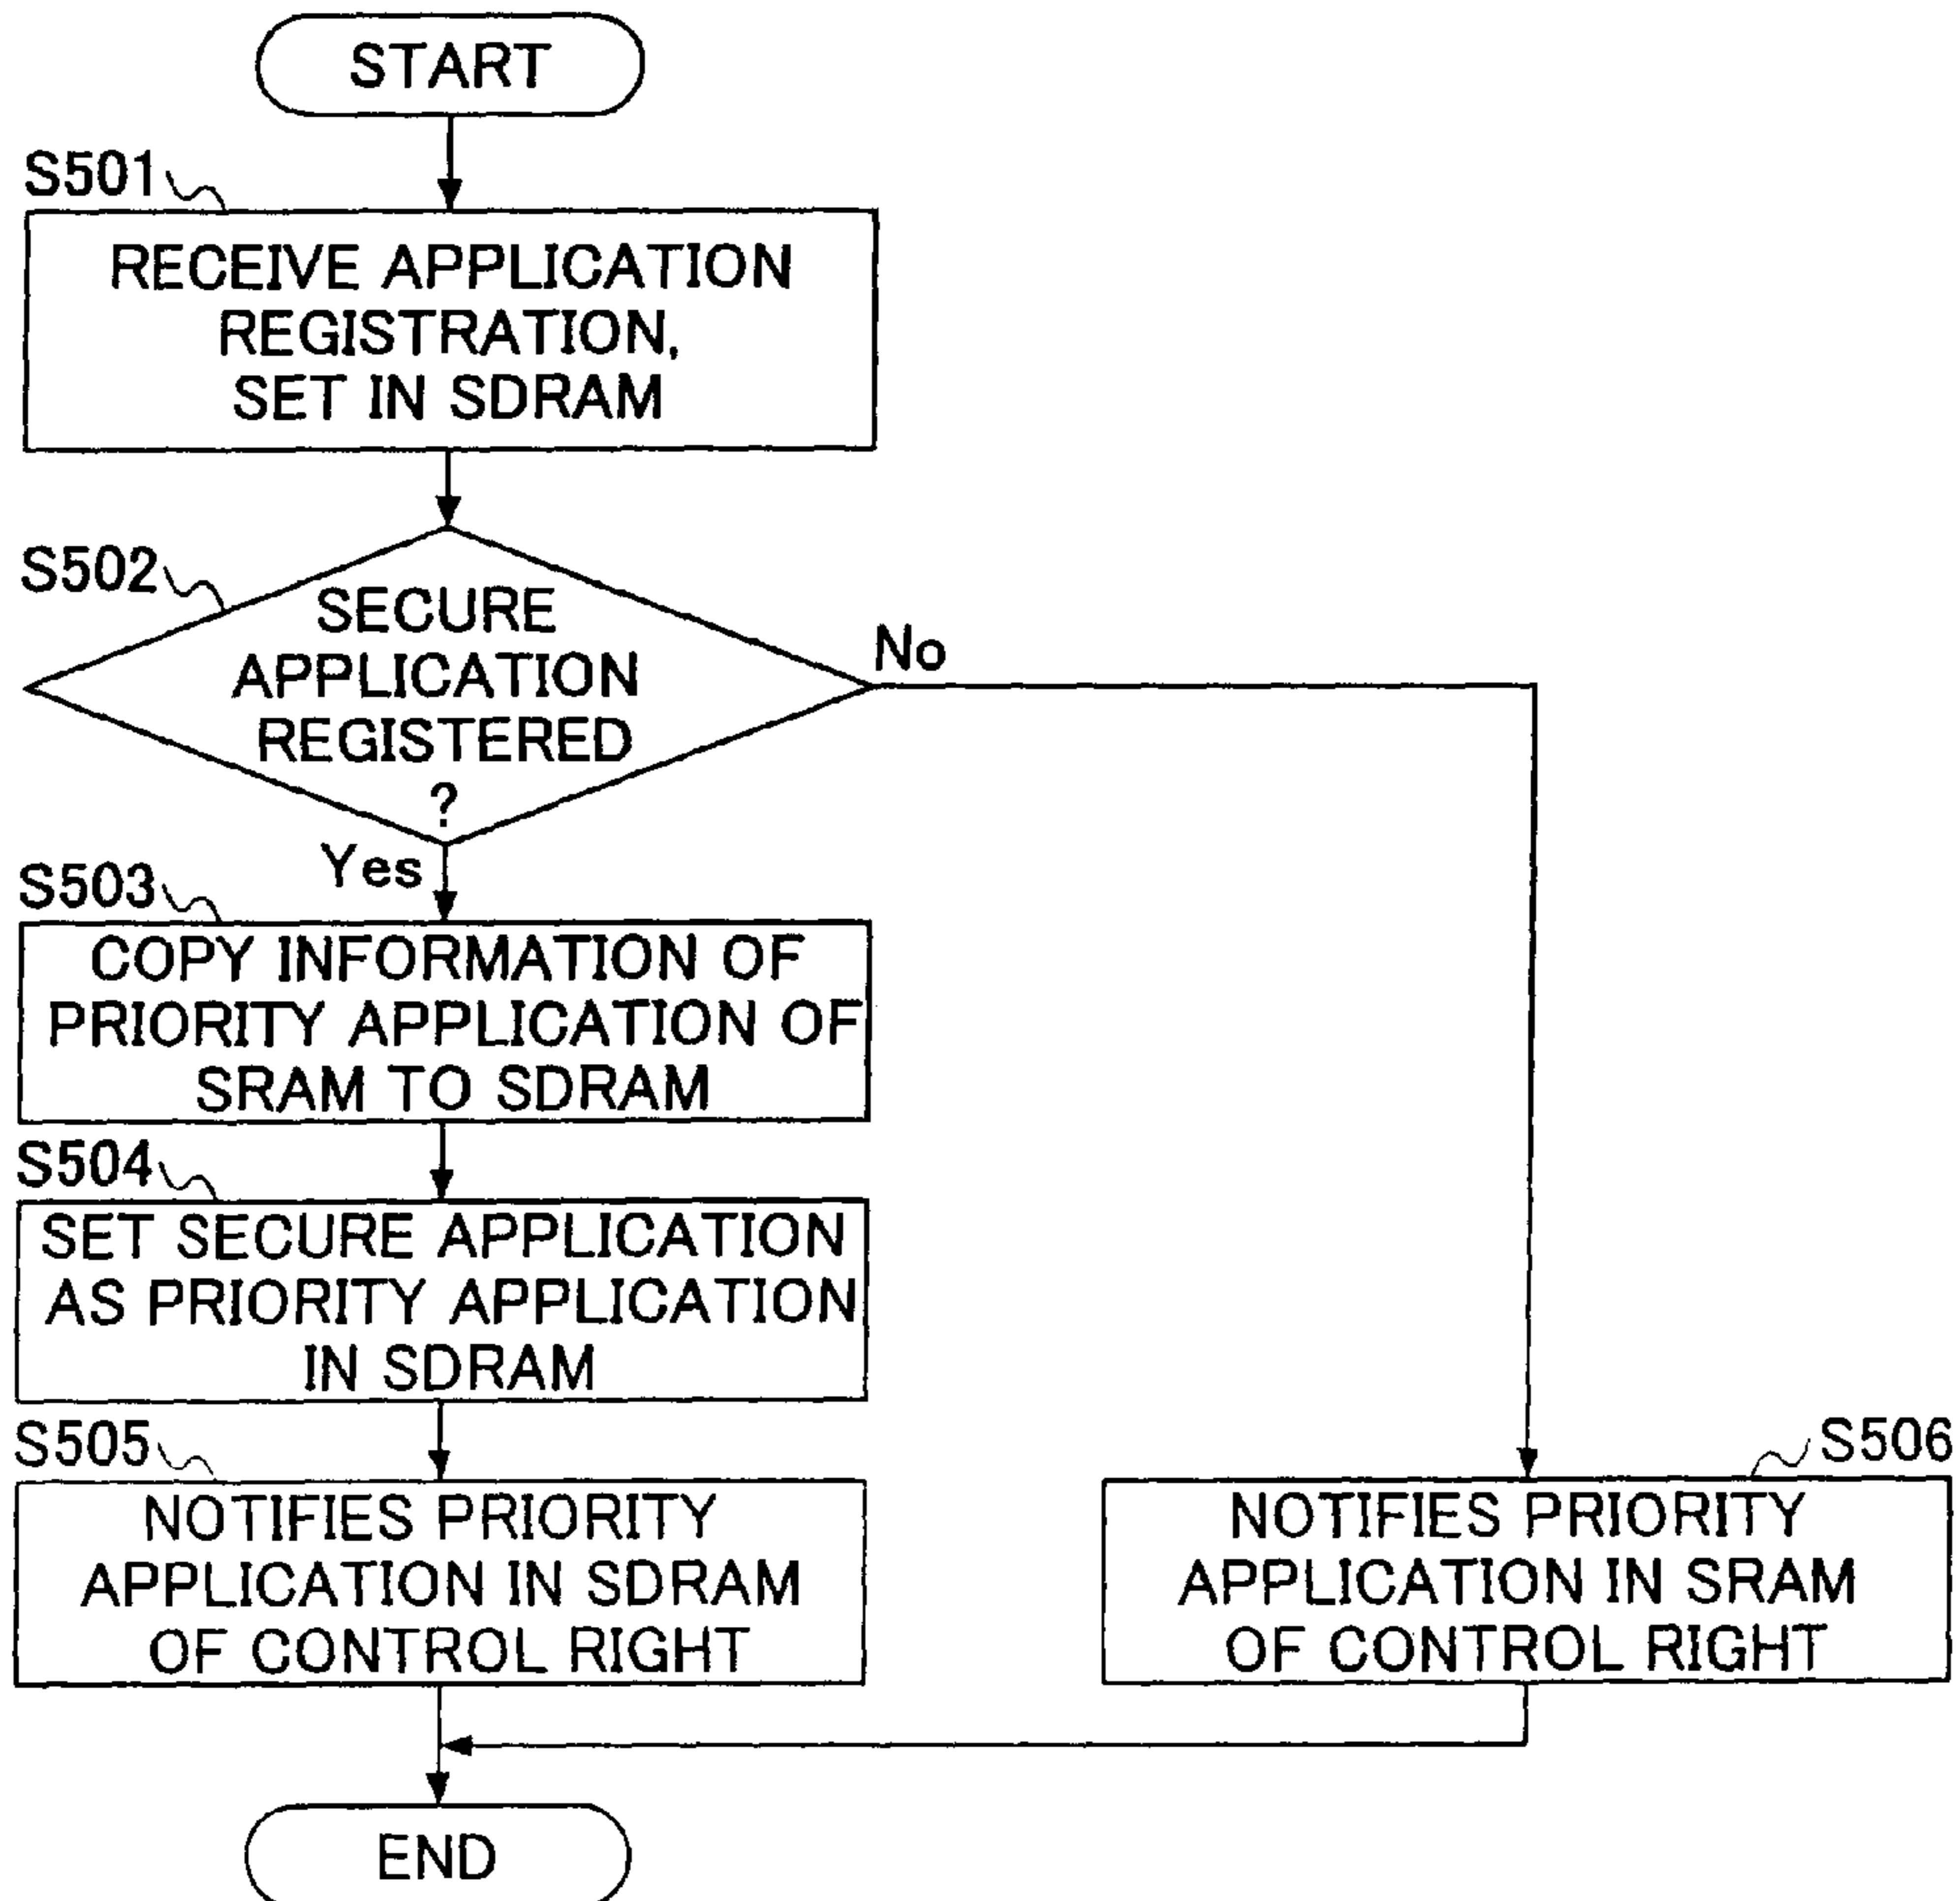 START
S501
RECEIVE APPLICATION
REGISTRATION,
SET IN SDRAM
S502
SECURE
APPLICATION
REGISTERED
?
No
Yes
S503
COPY INFORMATION OF
PRIORITY APPLICATION OF
SRAM TO SDRAM
S504
SET SECURE APPLICATION
AS PRIORITY APPLICATION
IN SDRAM
S505
NOTIFIES PRIORITY
APPLICATION IN SDRAM
OF CONTROL RIGHT
S506
NOTIFIES PRIORITY
APPLICATION IN SRAM
OF CONTROL RIGHT
END